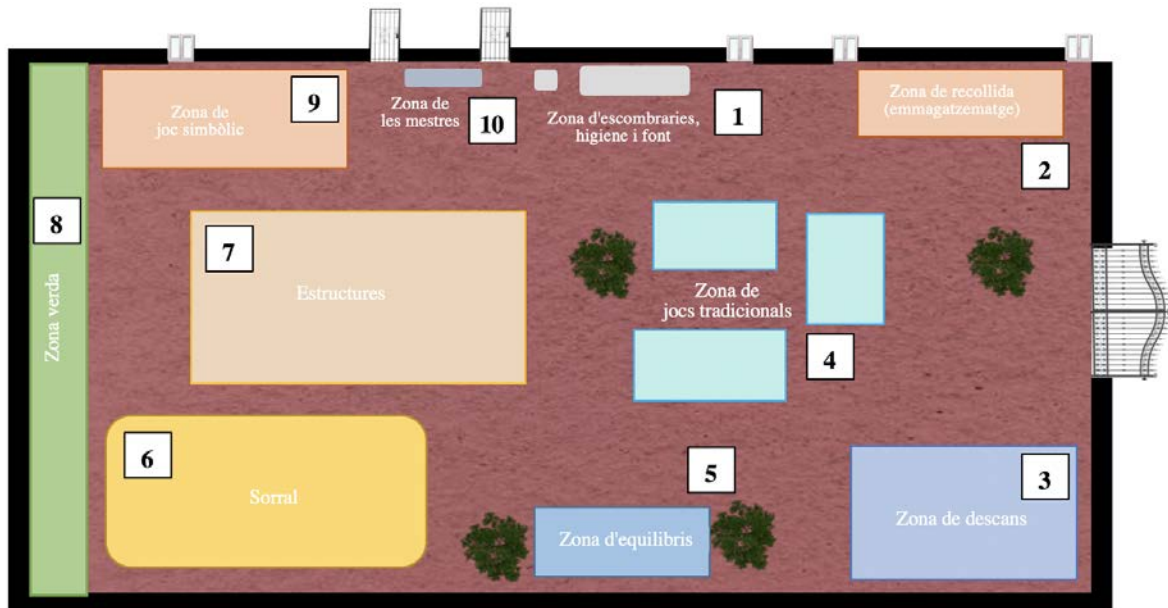 Zona de
joc simbòlic
9
Zona de
les mestres
10
Zona d'escombraries,
higiene i font
1
Zona de recollida
(emmagatzematge)
2
8
Zona verda
7
Estructures
Zona de
jocs tradicionals
4
6
Sorral
5
Zona d'equilibris
3
Zona de descans